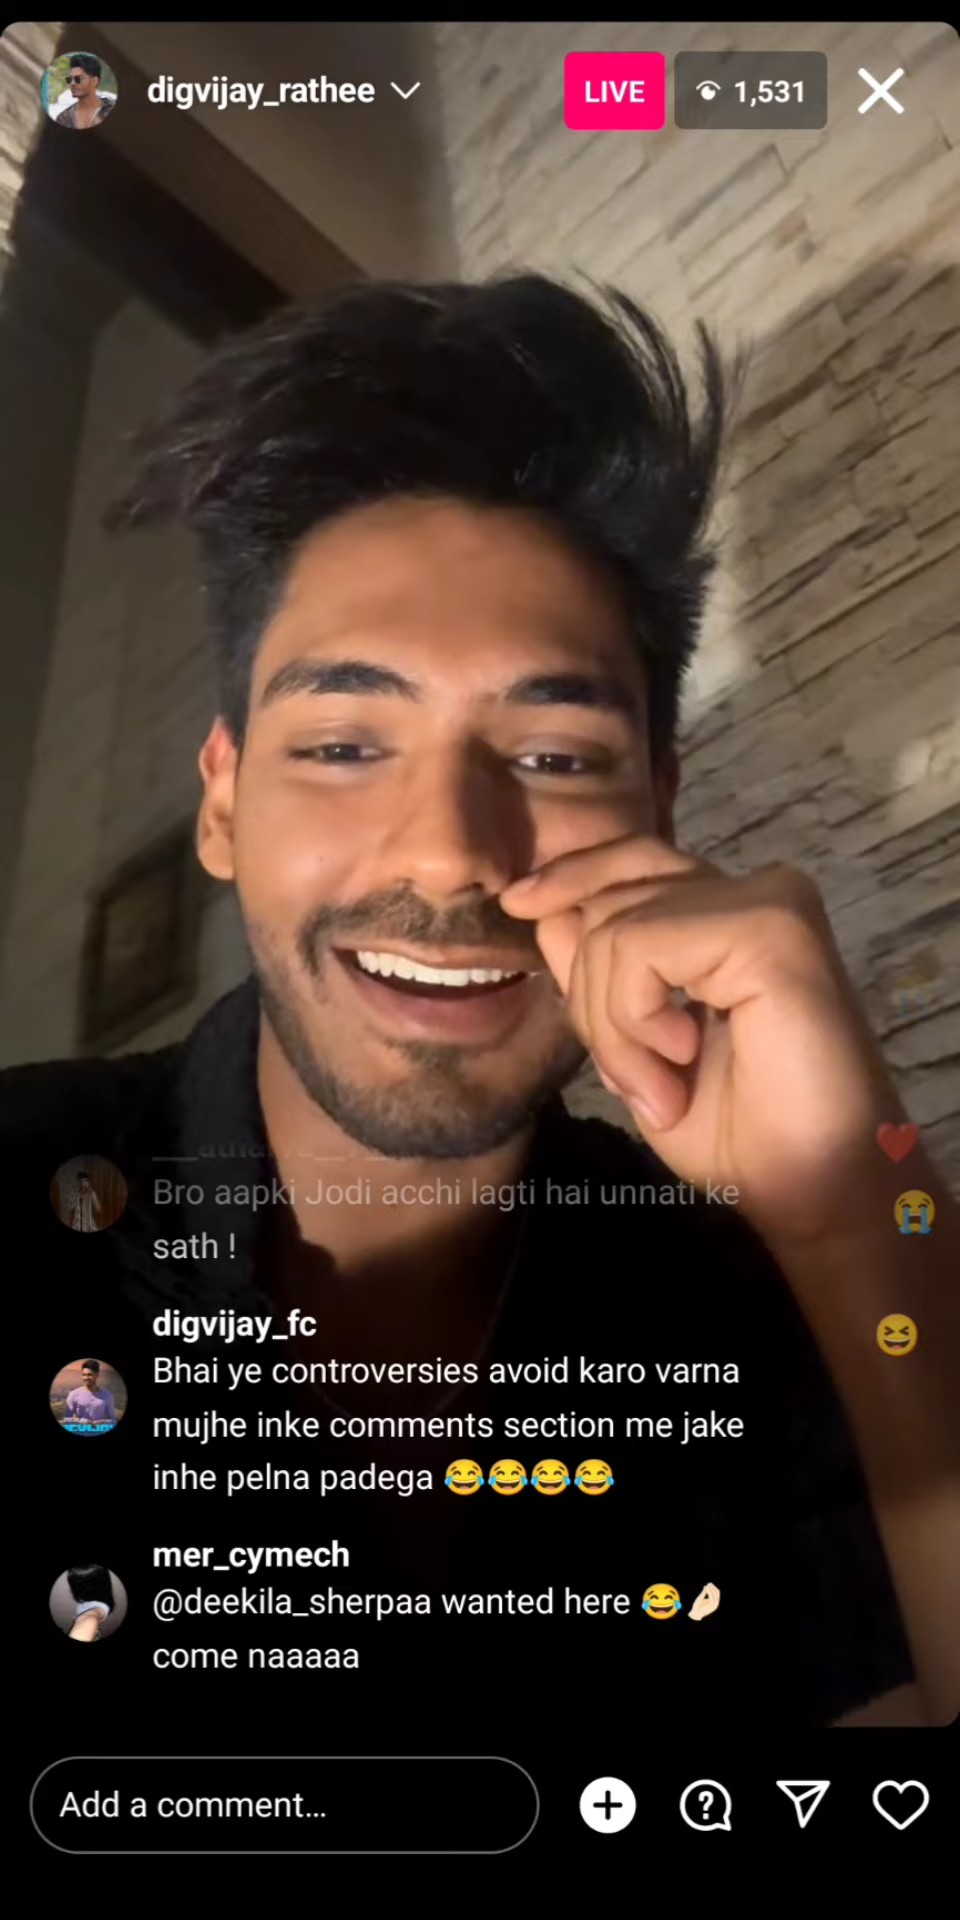 digvijay_rathee
LIVE
1,531
Bro aapki Jodi acchi lagti hai unnati ke
sath !
digvijay_fc
Bhai ye controversies avoid karo varna
mujhe inke comments section me jake
inhe pelna padega 😂😂😂😂
mer_cymech
@deekila_sherpaa wanted here 😂🤌🏻
come naaaaa
Add a comment...